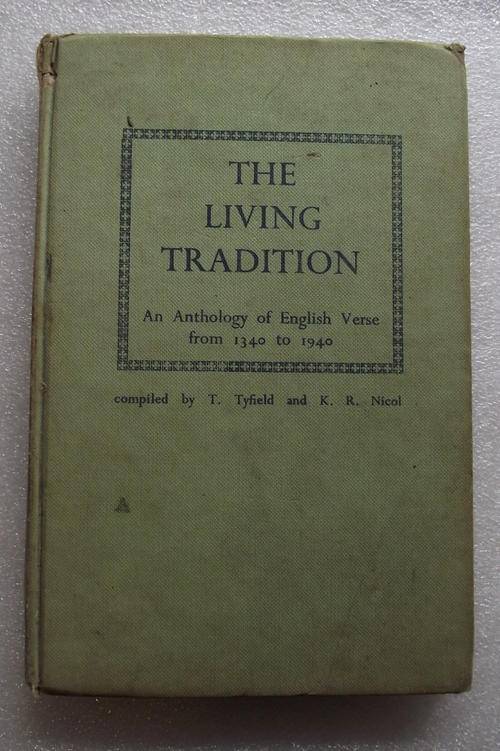 THE
LIVING
TRADITION
An Anthology of English Verse
from 1340 to 1940
compiled by T. Tyfield and K. R. Nicol